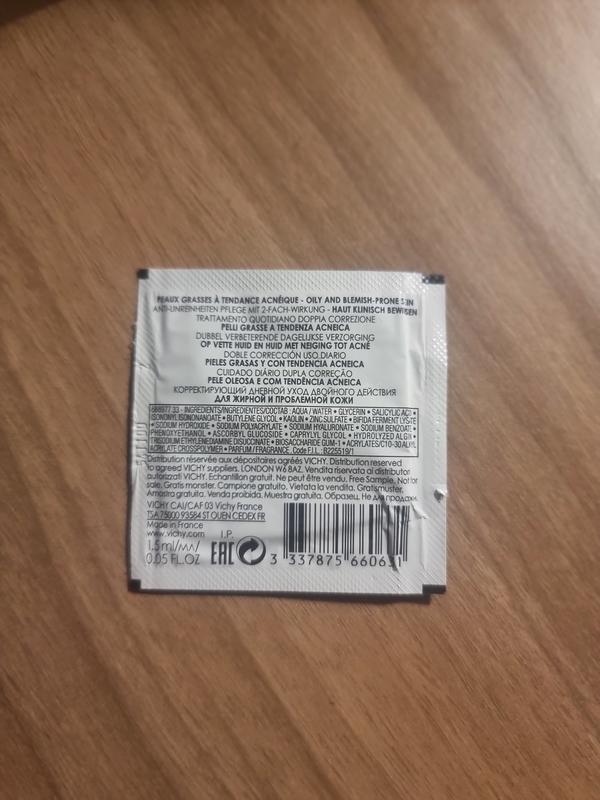 PEAUX GRASSES À TENDANCE ACNÉIQUE - OILY AND BLEMISH-PRONE SKIN
ANTI-UNREINHEITEN PFLEGE MIT 2-FACH-WIRKUNG - HAUT KLINISCH BEWIESEN
TRATTAMENTO QUOTIDIANO DOPPIA CORREZIONE
PELLI GRASSE A TENDENZA ACNEICA
DUBBEL VERBETERENDE DAGELIJKSE VERZORGING
OP VETTE HUID EN HUID MET NEIGING TOT ACNÉ
DOBLE CORRECCIÓN USO DIARIO
PIELES GRASAS Y CON TENDENCIA ACNEICA
CUIDADO DIÁRIO DUPLA CORREÇÃO
PELE OLEOSA E COM TENDÊNCIA ACNEICA
КОРРЕКТИРУЮЩИЙ ДНЕВНОЙ УХОД ДВОЙНОГО ДЕЙСТВИЯ
ДЛЯ ЖИРНОЙ И ПРОБЛЕМНОЙ КОЖИ
688977 33 - INGREDIENTS/INGREDIENTES/СОСТАВ : AQUA / WATER • GLYCERIN • SALICYLIC ACID •
ISONONYL ISONONANOATE • BUTYLENE GLYCOL • KAOLIN • ZINC SULFATE • BIFIDA FERMENT LYSATE
• SODIUM HYDROXIDE • SODIUM POLYACRYLATE • SODIUM HYALURONATE • SODIUM BENZOATE •
PHENOXYETHANOL • ASCORBYL GLUCOSIDE • CAPRYLYL GLYCOL • HYDROLYZED ALGIN •
TRISODIUM ETHYLENEDIAMINE DISUCCINATE • BIOSACCHARIDE GUM-1 • ACRYLATES/C10-30 ALKYL
ACRYLATE CROSSPOLYMER • PARFUM / FRAGRANCE. Code F.I.L. : B225519/1
Distribution réservée aux dépositaires agréés VICHY. Distribution reserved
to agreed VICHY suppliers. LONDON W6 8AZ. Vendita riservata ai distributori
autorizzati VICHY. Échantillon gratuit. Ne peut être vendu. Free Sample. Not for
sale. Gratis monster. Campione gratuito. Vietata la vendita. Gratismuster.
Amostra gratuita. Venda proibida. Muestra gratuita. Образец. Не для продажи.
VICHY CAI/CAF 03 Vichy France
TSA 75000 93584 ST OUEN CEDEX FR
Made in France
www.vichy.com I.P.
1,5 ml/мл/
0.05 FL.OZ EAC 3 337875 660631